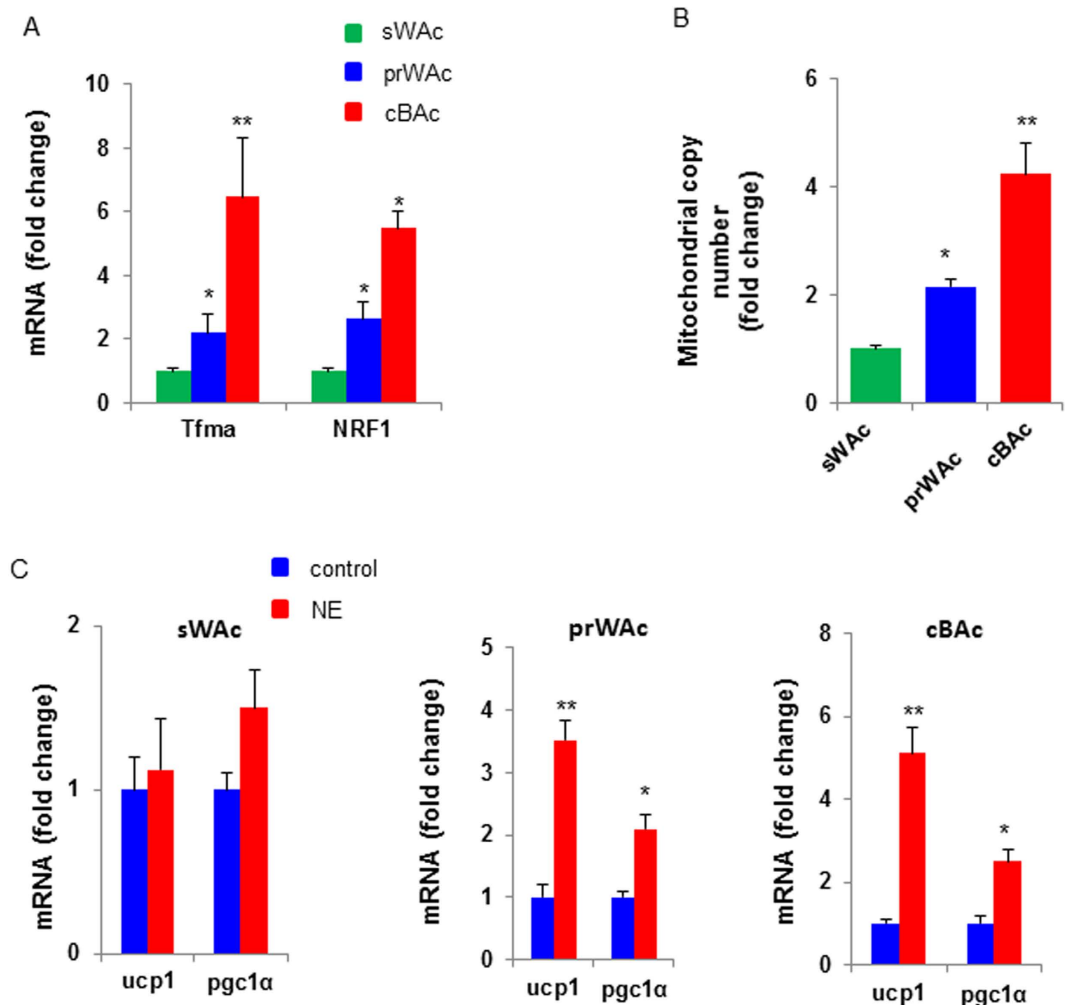 A
sWAc
prWAc
cBAc
mRNA (fold change)
10
8
6
4
2
0
*
**
*
*
Tfma
NRF1
B
Mitochondrial copy
number
(fold change)
6
4
2
0
*
**
sWAc
prWAc
cBAc
C
control
NE
sWAc
mRNA (fold change)
2
1
0
ucp1
pgc1α
prWAc
mRNA (fold change)
5
4
3
2
1
0
**
*
ucp1
pgc1α
cBAc
mRNA (fold change)
8
6
4
2
0
**
*
ucp1
pgc1α